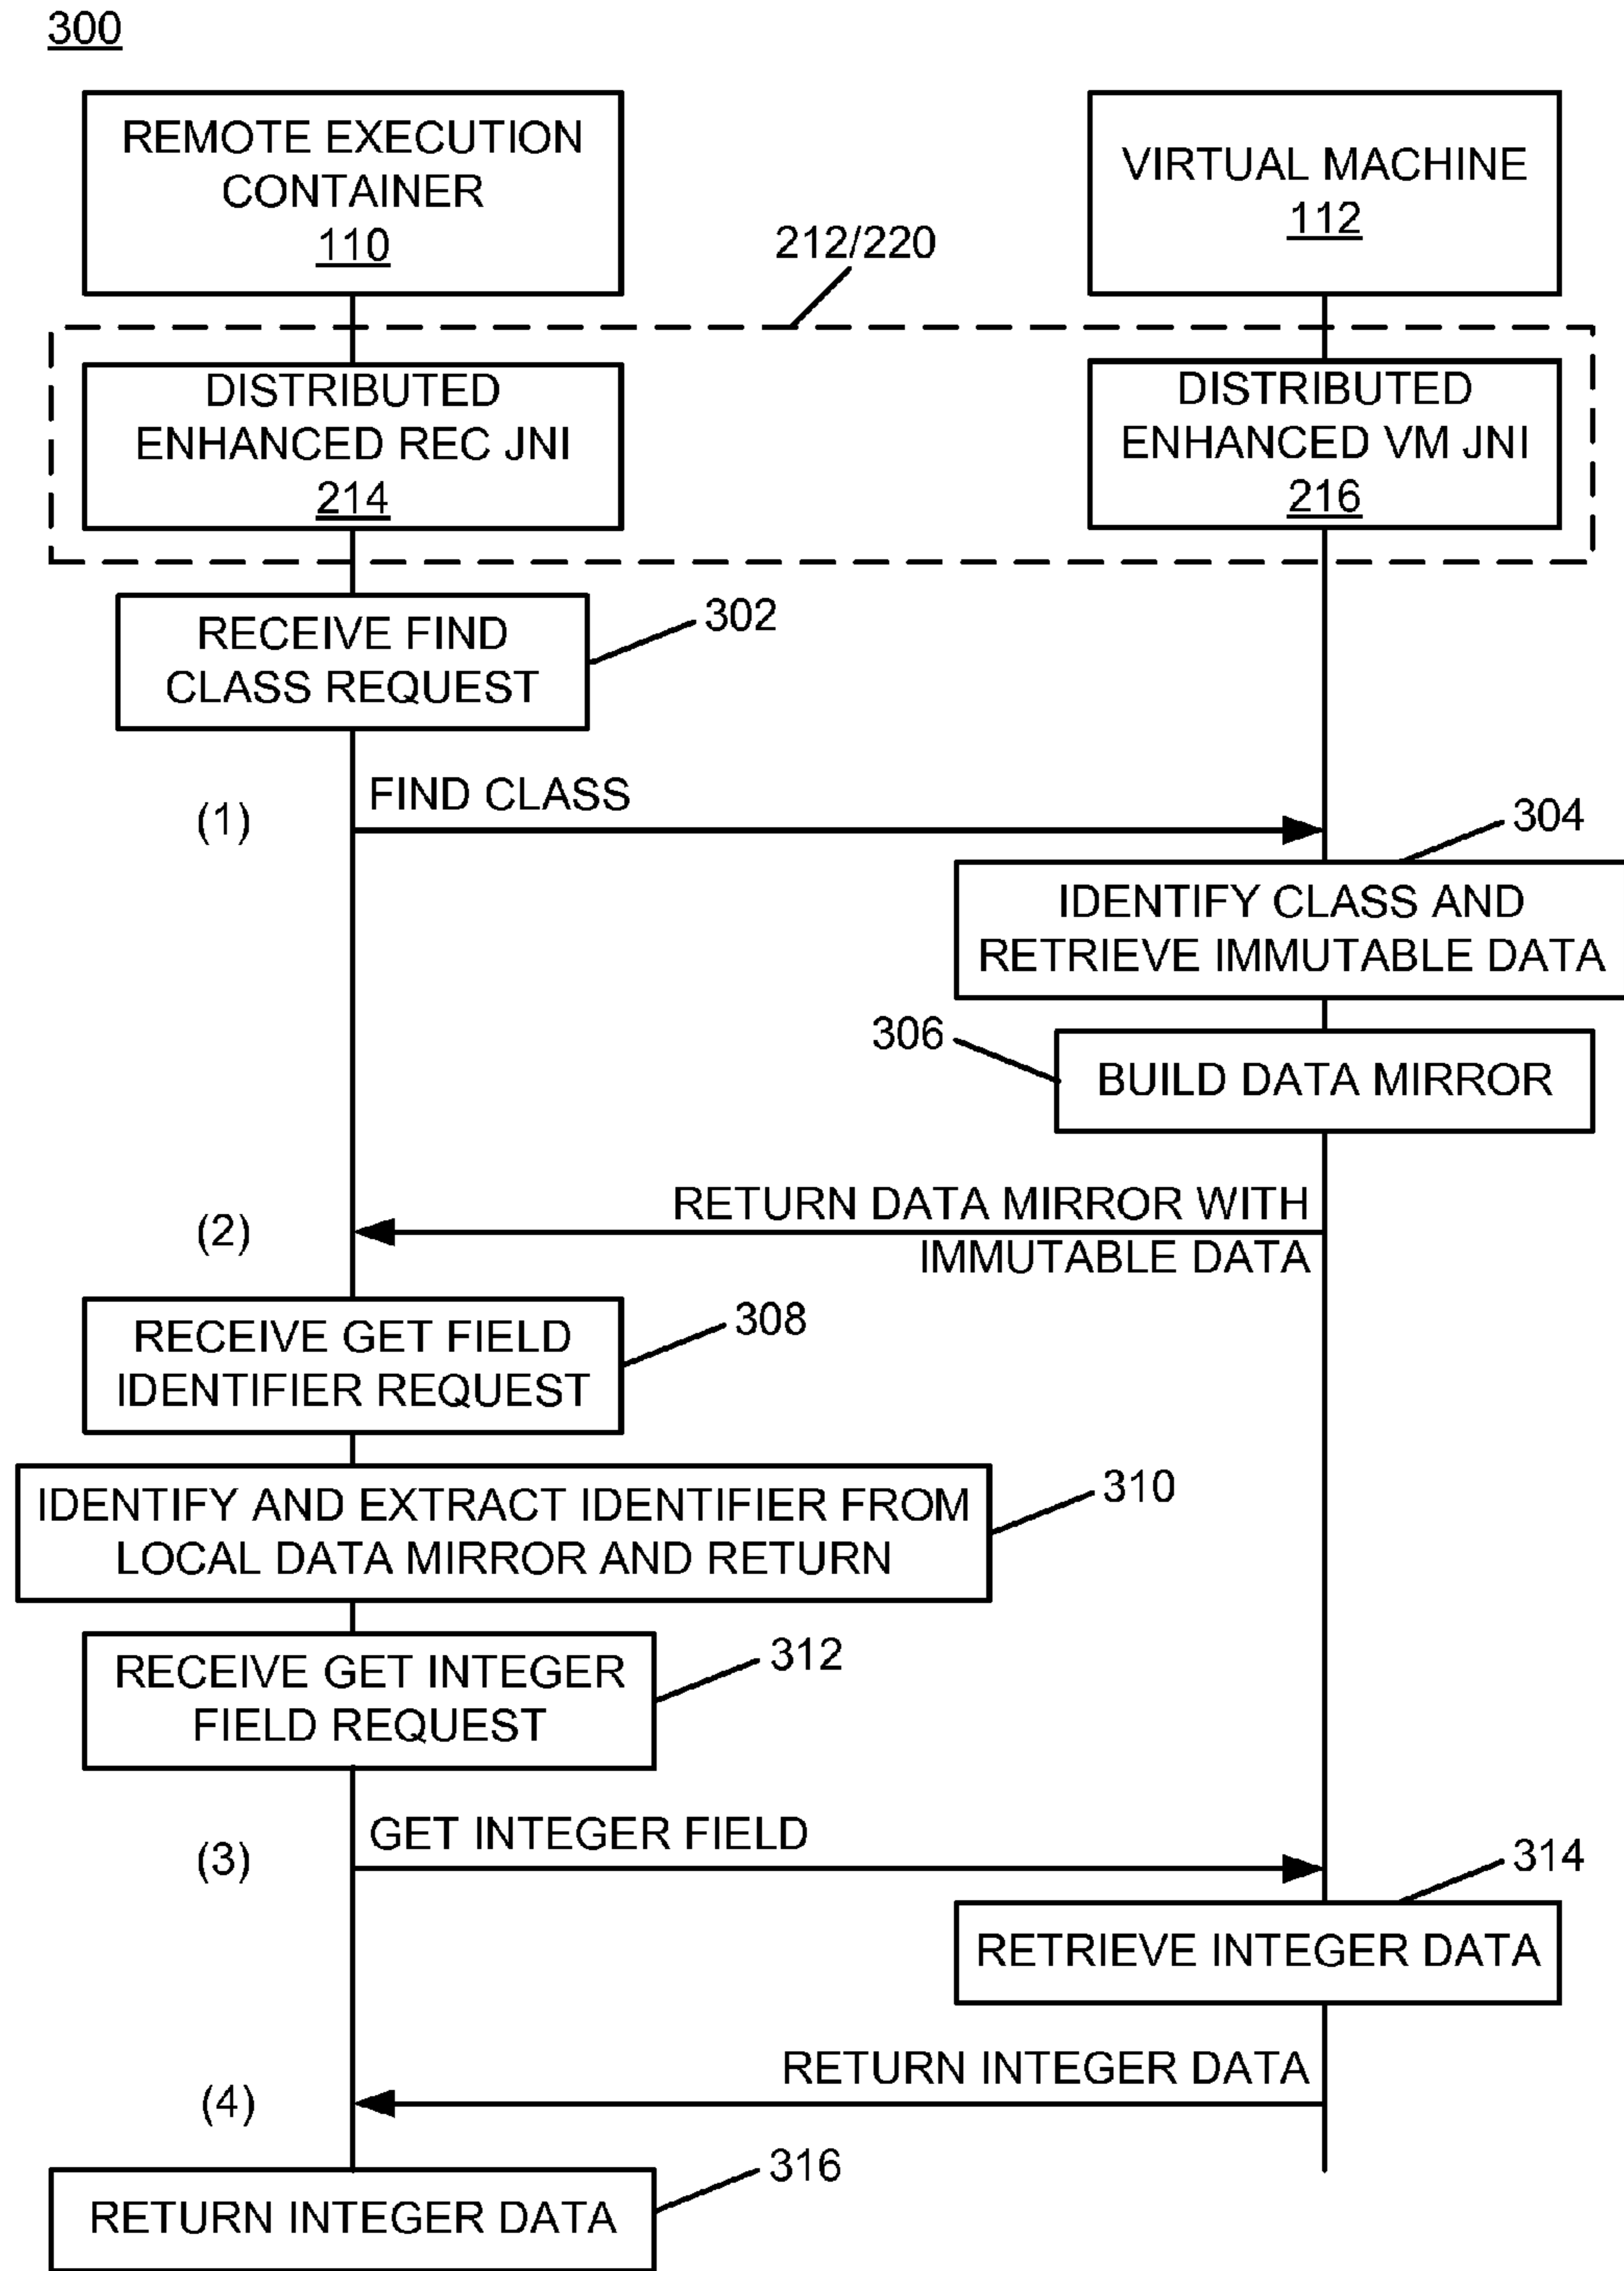 300
REMOTE EXECUTION
CONTAINER
110
VIRTUAL MACHINE
112
212/220
DISTRIBUTED
ENHANCED REC JNI
214
DISTRIBUTED
ENHANCED VM JNI
216
RECEIVE FIND
CLASS REQUEST
302
(1)
FIND CLASS
304
IDENTIFY CLASS AND
RETRIEVE IMMUTABLE DATA
306
BUILD DATA MIRROR
(2)
RETURN DATA MIRROR WITH
IMMUTABLE DATA
RECEIVE GET FIELD
IDENTIFIER REQUEST
308
IDENTIFY AND EXTRACT IDENTIFIER FROM
LOCAL DATA MIRROR AND RETURN
310
RECEIVE GET INTEGER
FIELD REQUEST
312
(3)
GET INTEGER FIELD
314
RETRIEVE INTEGER DATA
(4)
RETURN INTEGER DATA
316
RETURN INTEGER DATA